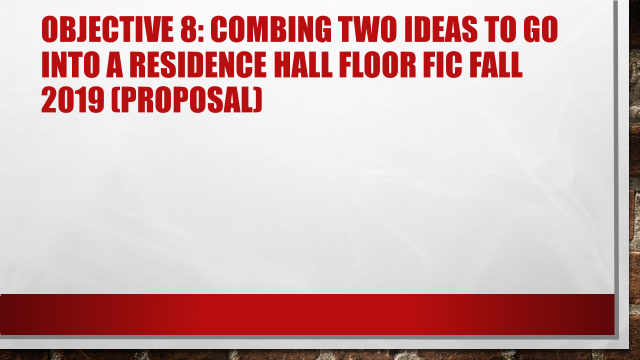 OBJECTIVE 8: COMBING TWO IDEAS TO GO
INTO A RESIDENCE HALL FLOOR FIC FALL
2019 (PROPOSAL)